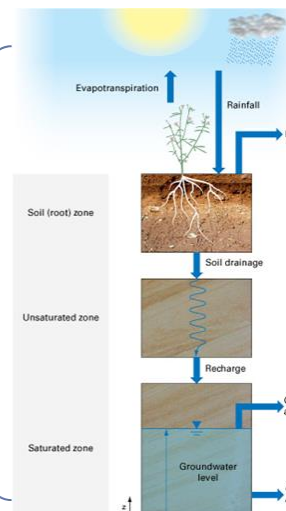 Evapotranspiration
Rainfall
Soil (root) zone
Soil drainage
Unsaturated zone
Recharge
Saturated zone
Groundwater
level
z